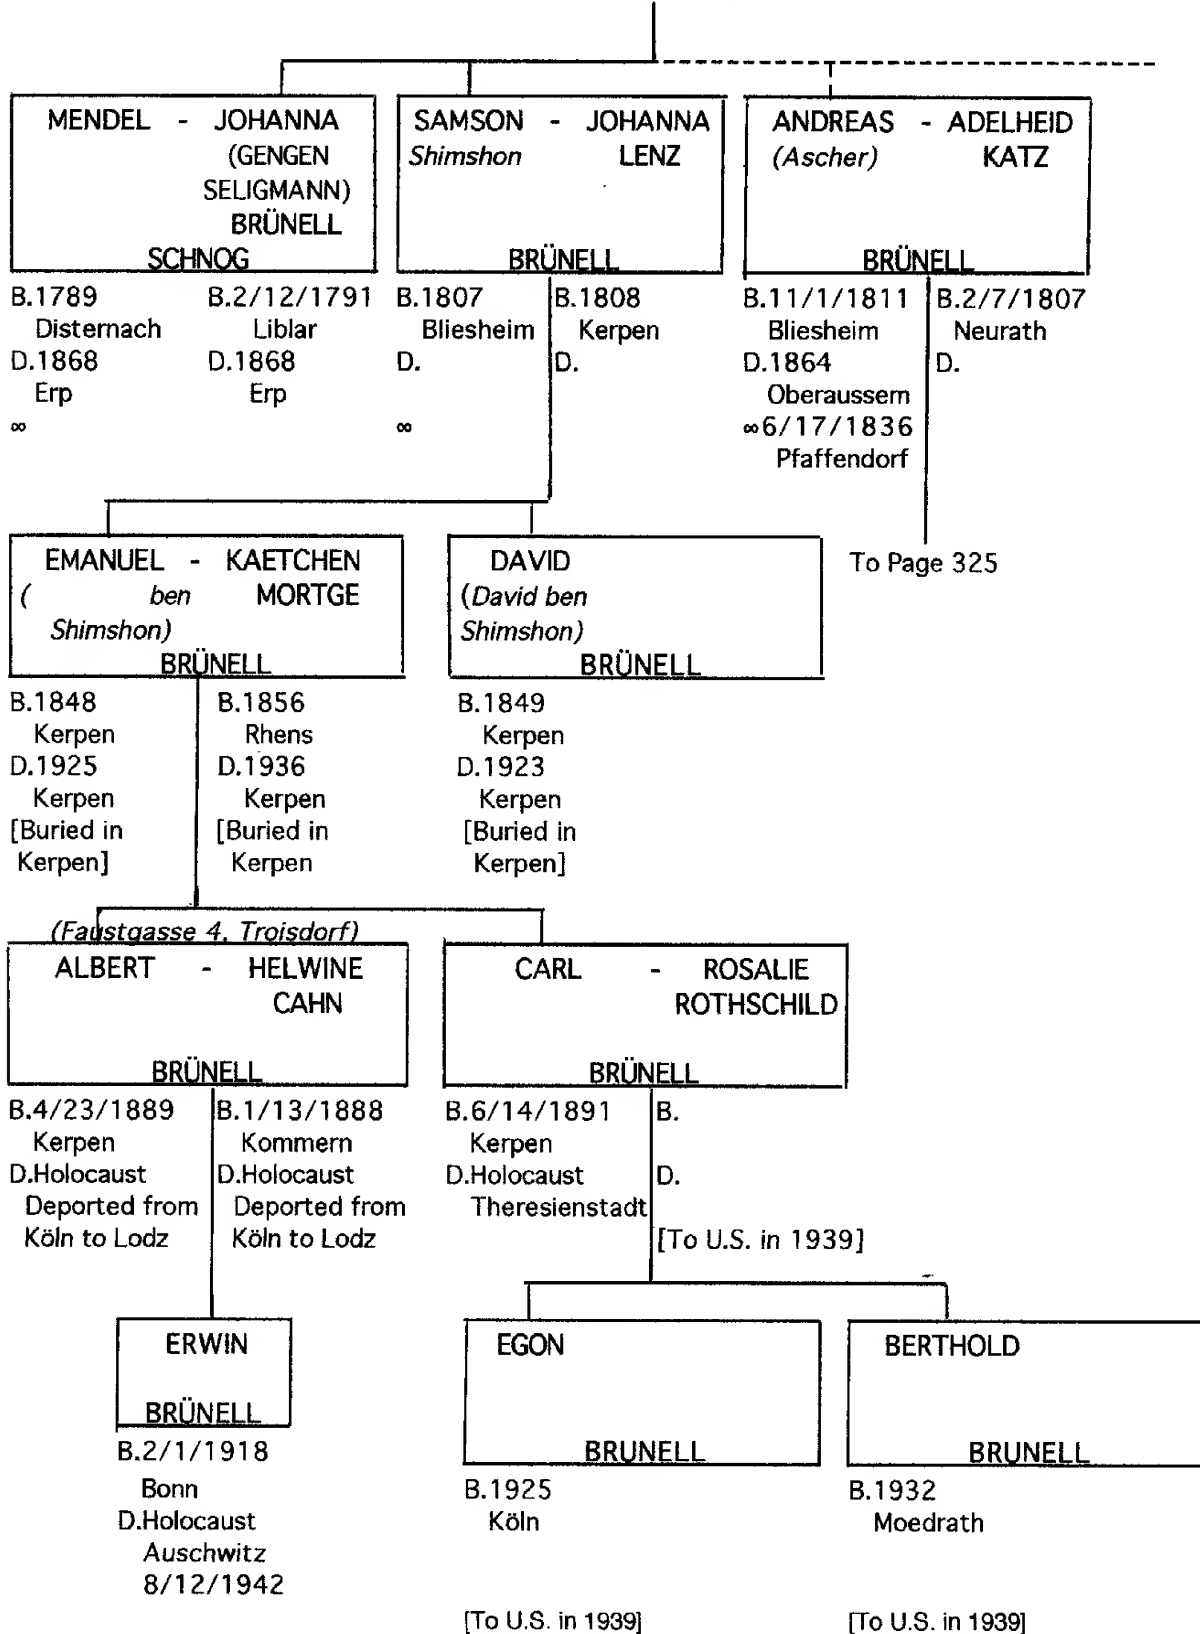 MENDEL - JOHANNA
(GENGEN
SELIGMANN)
BRÜNELL
SCHNOG
B.1789
Disternach
D.1868
Erp
∞
B.2/12/1791
Liblar
D.1868
Erp
SAMSON - JOHANNA
Shimshon LENZ
BRÜNELL
B.1807
Bliesheim
D.
∞
B.1808
Kerpen
D.
ANDREAS - ADELHEID
(Ascher) KATZ
BRÜNELL
B.11/1/1811
Bliesheim
D.1864
Oberaussem
∞6/17/1836
Pfaffendorf
B.2/7/1807
Neurath
D.
To Page 325
EMANUEL - KAETCHEN
( ben MORTGE
Shimshon)
BRÜNELL
B.1848
Kerpen
D.1925
Kerpen
[Buried in
Kerpen]
B.1856
Rhens
D.1936
Kerpen
[Buried in
Kerpen
DAVID
(David ben
Shimshon)
BRÜNELL
B.1849
Kerpen
D.1923
Kerpen
[Buried in
Kerpen]
(Faustgasse 4, Troisdorf)
ALBERT - HELWINE
CAHN
BRÜNELL
B.4/23/1889
Kerpen
D.Holocaust
Deported from
Köln to Lodz
B.1/13/1888
Kommern
D.Holocaust
Deported from
Köln to Lodz
CARL - ROSALIE
ROTHSCHILD
BRÜNELL
B.6/14/1891
Kerpen
D.Holocaust
Theresienstadt
B.
D.
[To U.S. in 1939]
ERWIN
BRÜNELL
B.2/1/1918
Bonn
D.Holocaust
Auschwitz
8/12/1942
EGON
BRUNELL
B.1925
Köln
[To U.S. in 1939]
BERTHOLD
BRUNELL
B.1932
Moedrath
[To U.S. in 1939]